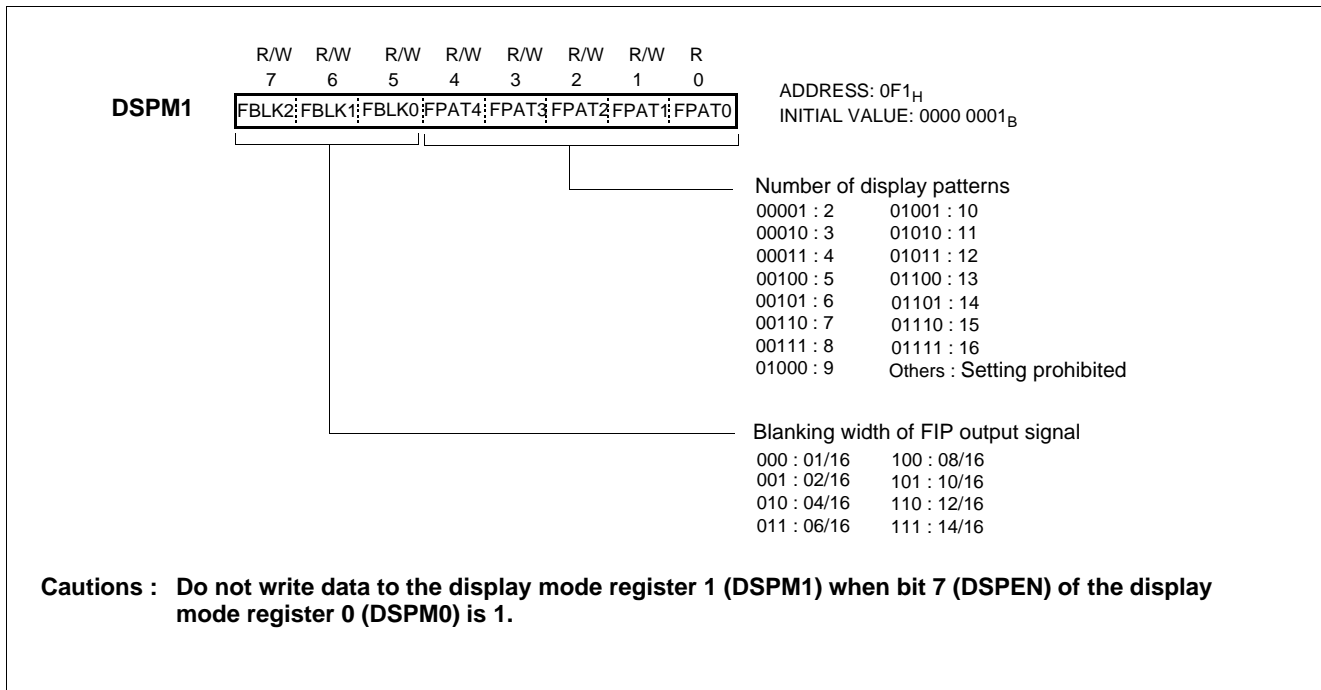 R/W R/W R/W R/W R/W R/W R/W R
7 6 5 4 3 2 1 0
DSPM1 FBLK2 FBLK1 FBLK0 FPAT4 FPAT3 FPAT2 FPAT1 FPAT0
ADDRESS: 0F1H
INITIAL VALUE: 0000 0001B
Number of display patterns
00001 : 2 01001 : 10
00010 : 3 01010 : 11
00011 : 4 01011 : 12
00100 : 5 01100 : 13
00101 : 6 01101 : 14
00110 : 7 01110 : 15
00111 : 8 01111 : 16
01000 : 9 Others : Setting prohibited
Blanking width of FIP output signal
000 : 01/16 100 : 08/16
001 : 02/16 101 : 10/16
010 : 04/16 110 : 12/16
011 : 06/16 111 : 14/16
Cautions : Do not write data to the display mode register 1 (DSPM1) when bit 7 (DSPEN) of the display
mode register 0 (DSPM0) is 1.